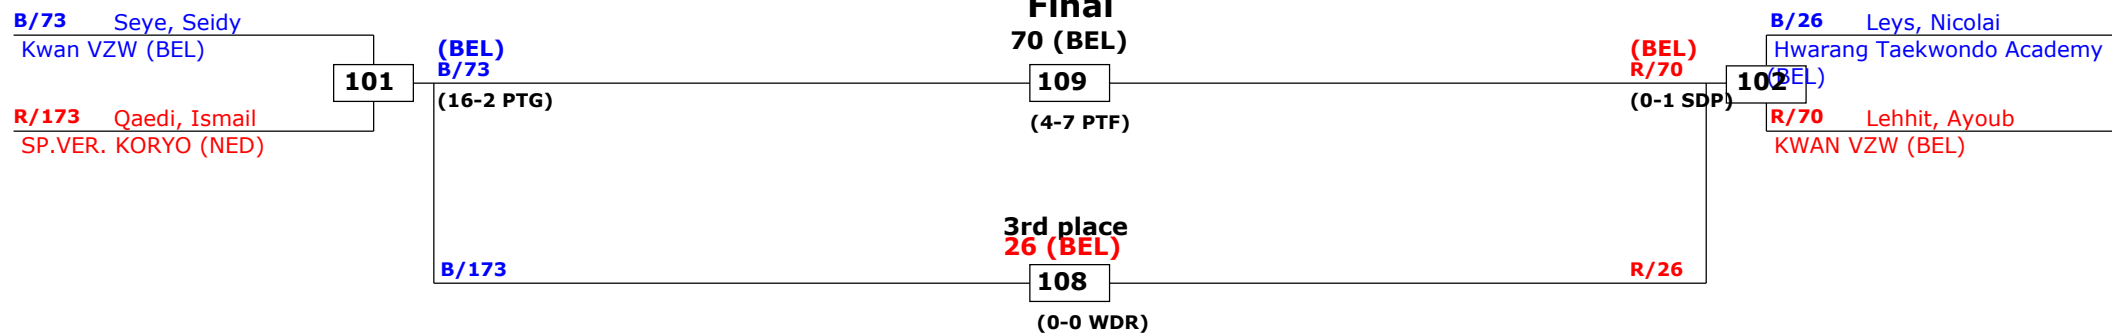 B/73 Seye, Seidy
Kwan VZW (BEL)
101
R/173 Qaedi, Ismail
SP.VER. KORYO (NED)
(BEL)
B/73
(16-2 PTG)
Final
70 (BEL)
109
(4-7 PTF)
(BEL)
R/70
(0-1 SDP)
102
B/26 Leys, Nicolai
Hwarang Taekwondo Academy
(BEL)
R/70 Lehhit, Ayoub
KWAN VZW (BEL)
B/173
3rd place
26 (BEL)
108
(0-0 WDR)
R/26